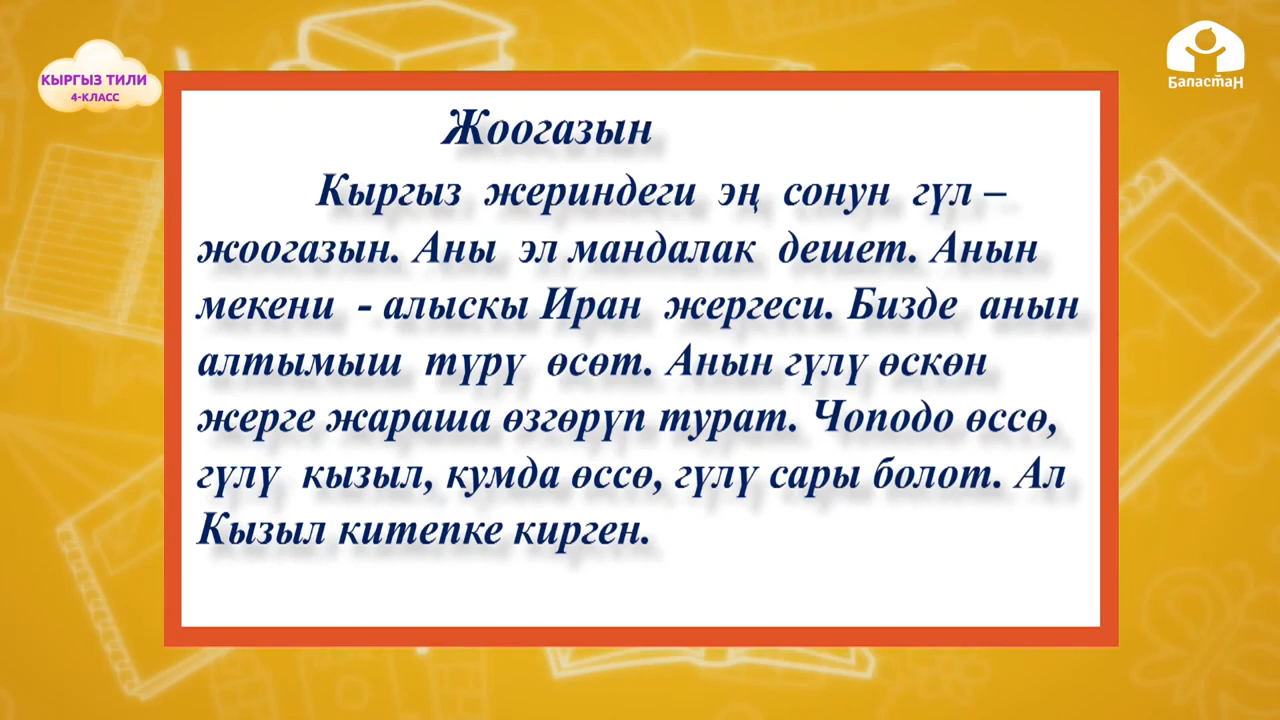 КЫРГЫЗ ТИЛИ
4-КЛАСС
Баластан
Жоогазын
Кыргыз жериндеги эң сонун гүл –
жоогазын. Аны эл мандалак дешет. Анын
мекени - алыскы Иран жергеси. Бизде анын
алтымыш түрү өсөт. Анын гүлү өскөн
жерге жараша өзгөрүп турат. Чоподо өссө,
гүлү кызыл, кумда өссө, гүлү сары болот. Ал
Кызыл китепке кирген.